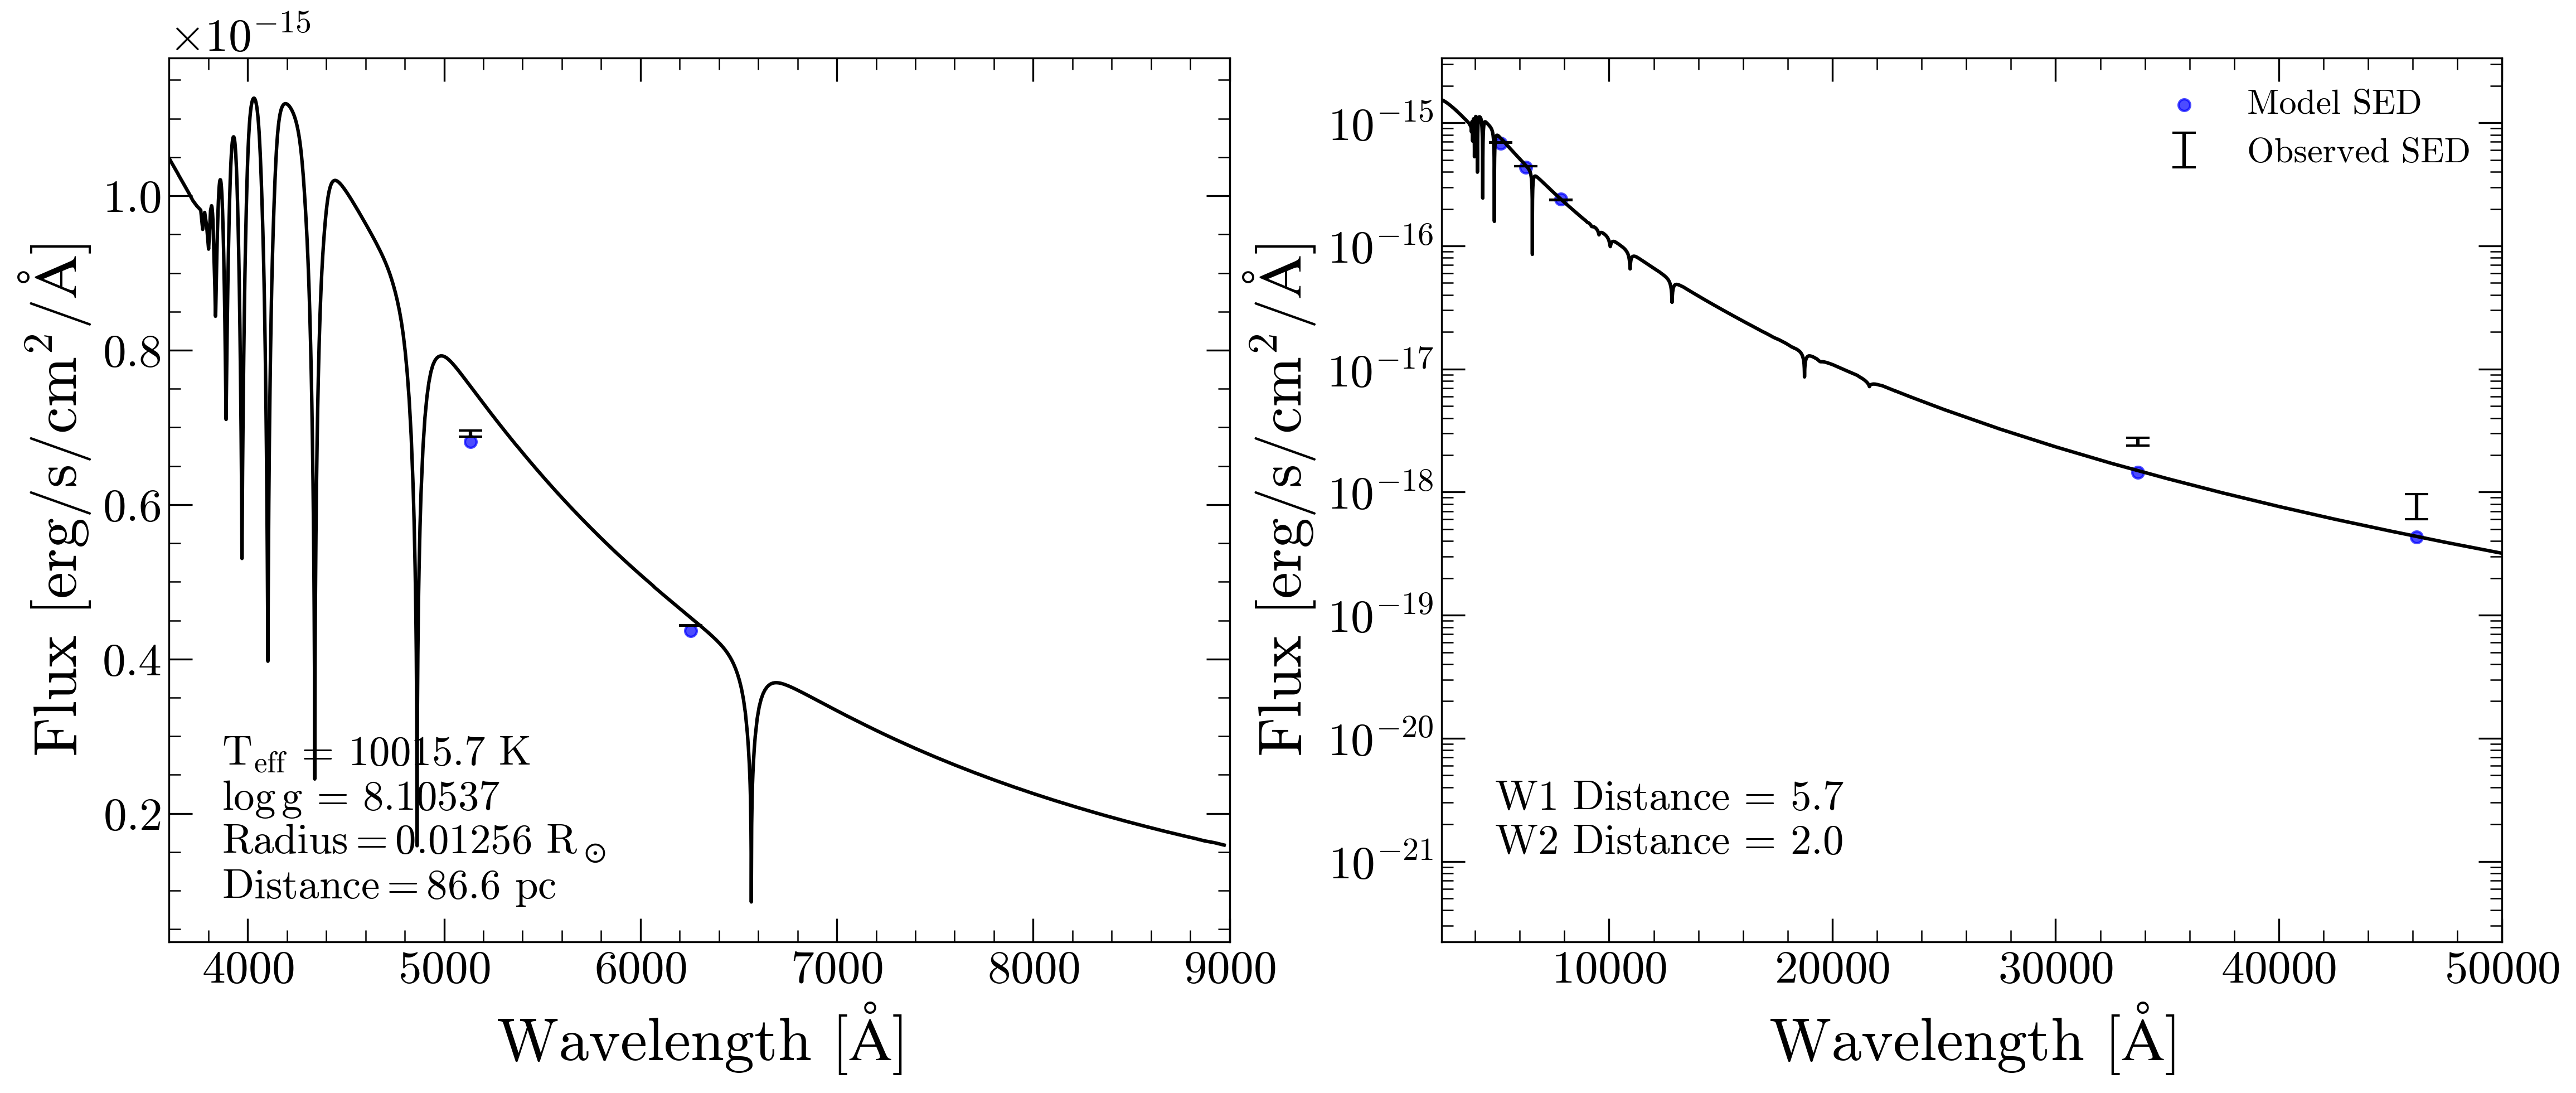 ×10⁻¹⁵
1.0
0.8
0.6
0.4
0.2
Flux [erg/s/cm²/Å]
T_eff = 10015.7 K
log g = 8.10537
Radius = 0.01256 R_⊙
Distance = 86.6 pc
4000 5000 6000 7000 8000 9000
Wavelength [Å]
10⁻¹⁵
10⁻¹⁶
10⁻¹⁷
10⁻¹⁸
10⁻¹⁹
10⁻²⁰
10⁻²¹
Flux [erg/s/cm²/Å]
Model SED
Observed SED
W1 Distance = 5.7
W2 Distance = 2.0
10000 20000 30000 40000 50000
Wavelength [Å]